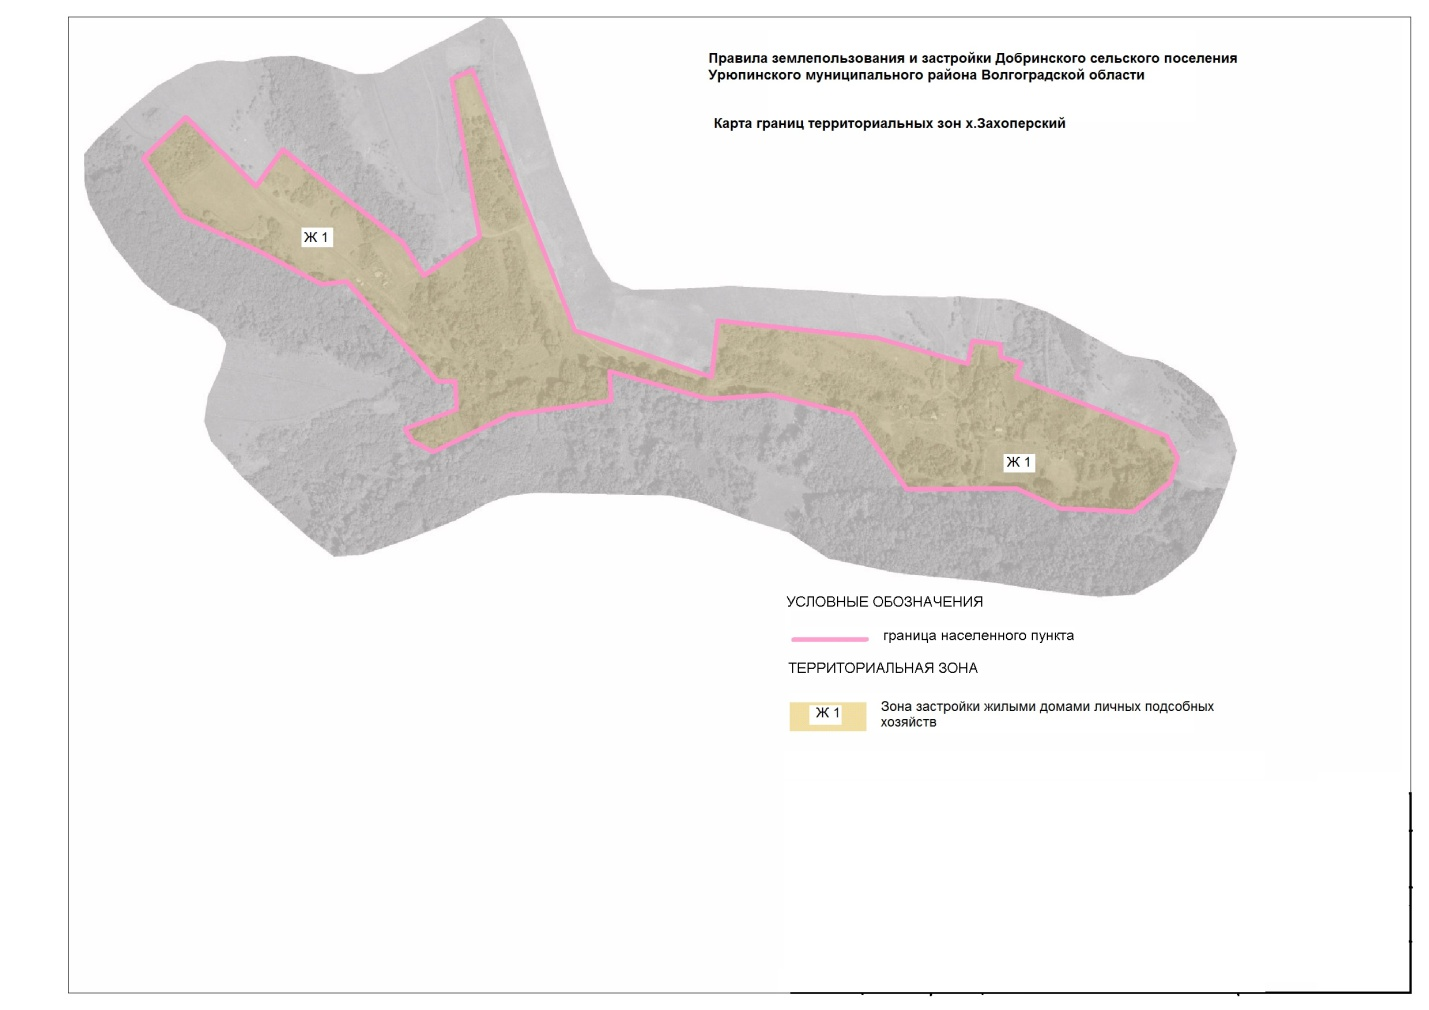 Правила землепользования и застройки Добринского сельского поселения
Урюпинского муниципального района Волгоградской области
Карта границ территориальных зон х.Захоперский
Ж 1
Ж 1
УСЛОВНЫЕ ОБОЗНАЧЕНИЯ
граница населенного пункта
ТЕРРИТОРИАЛЬНАЯ ЗОНА
Ж 1
Зона застройки жилыми домами личных подсобных
хозяйств